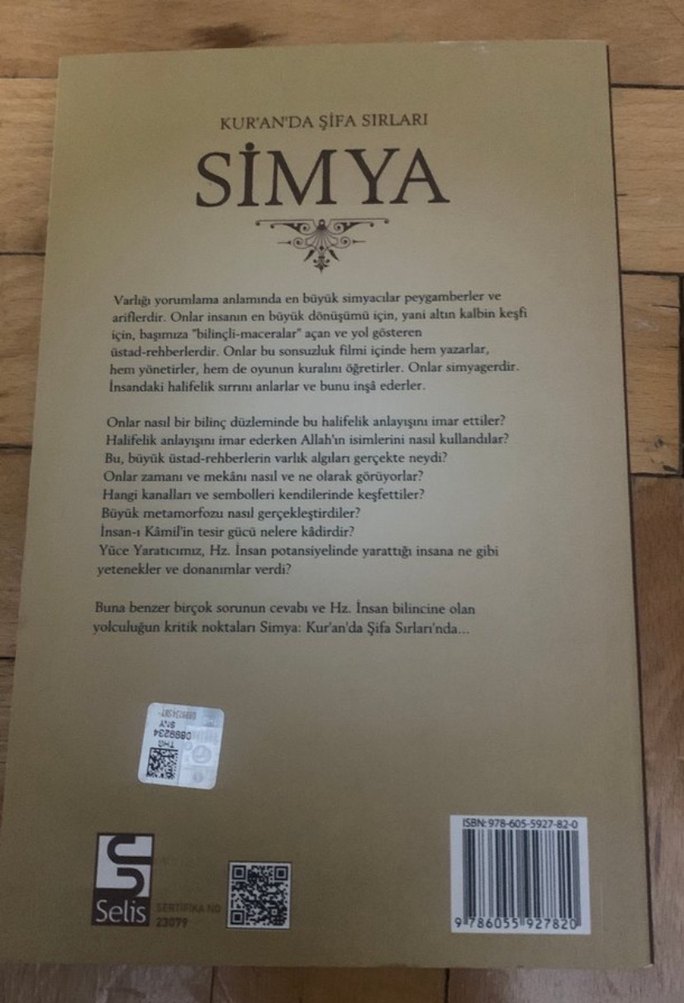 KUR'AN'DA ŞİFA SIRLARI
SİMYA
Varlığı yorumlama anlamında en büyük simyacılar peygamberler ve
ariflerdir. Onlar insanın en büyük dönüşümü için, yani altın kalbin keşfi
için, başımıza "bilinçli-maceralar" açan ve yol gösteren
üstad-rehberlerdir. Onlar bu sonsuzluk filmi içinde hem yazarlar,
hem yönetirler, hem de oyunun kuralını öğretirler. Onlar simyagerdir.
İnsandaki halifelik sırrını anlarlar ve bunu inşâ ederler.
Onlar nasıl bir bilinç düzleminde bu halifelik anlayışını imar ettiler?
Halifelik anlayışını imar ederken Allah'ın isimlerini nasıl kullandılar?
Bu, büyük üstad-rehberlerin varlık algıları gerçekte neydi?
Onlar zamanı ve mekânı nasıl ve ne olarak görüyorlar?
Hangi kanalları ve sembolleri kendilerinde keşfettiler?
Büyük metamorfozu nasıl gerçekleştirdiler?
İnsan-ı Kâmil'in tesir gücü nelere kâdirdir?
Yüce Yaratıcımız, Hz. İnsan potansiyelinde yarattığı insana ne gibi
yetenekler ve donanımlar verdi?
Buna benzer birçok sorunun cevabı ve Hz. İnsan bilincine olan
yolculuğun kritik noktaları Simya: Kur'an'da Şifa Sırları'nda...
THG
0889234
SNY
Selis
SERTİFİKA NO
23079
ISBN: 978-605-5927-82-0
9 786055 927820